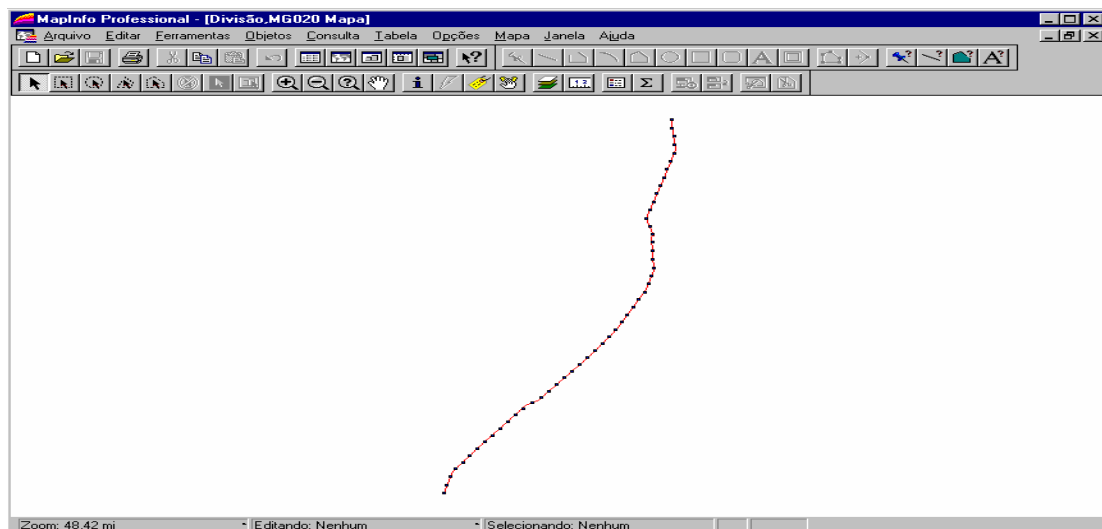 MapInfo Professional - [Divisão,MG020 Mapa]
Arquivo Editar Ferramentas Objetos Consulta Tabela Opções Mapa Janela Ajuda
Zoom: 48.42 mi Editando: Nenhum Selecionando: Nenhum